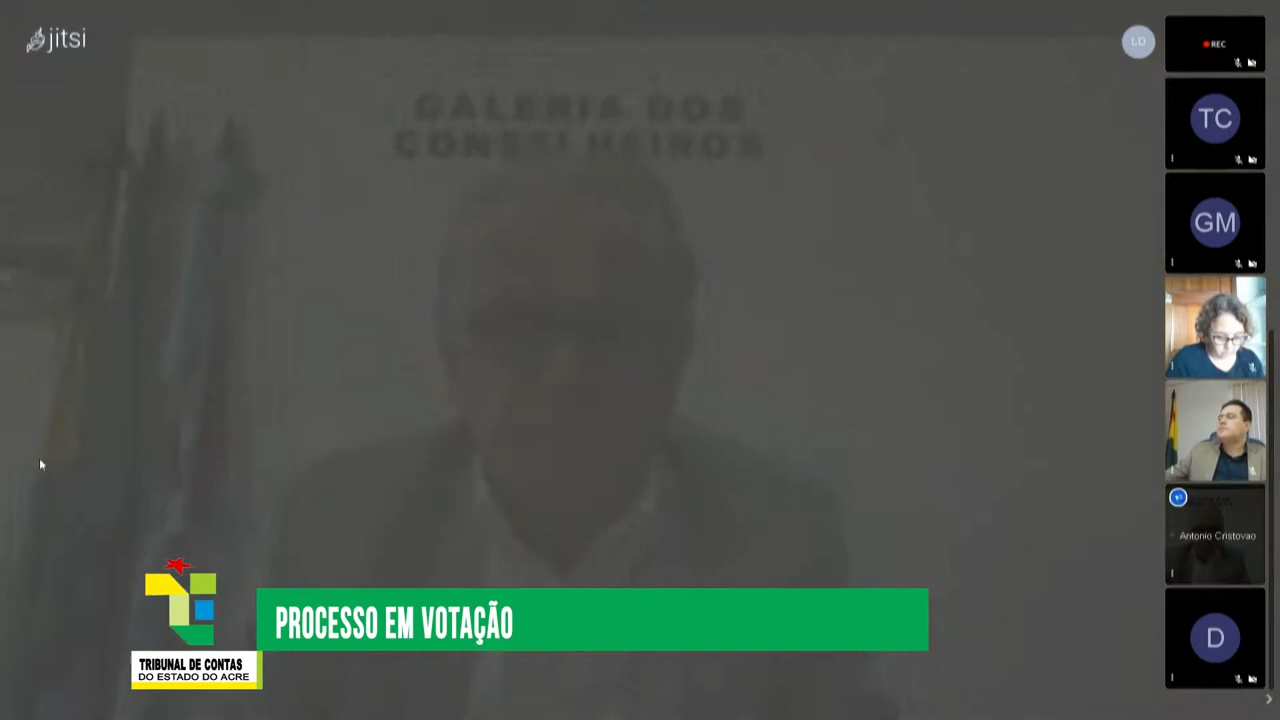 jitsi
LD
REC
GALERIA DOS
CONSELHEIROS
TC
GM
Antonio Cristovao
D
PROCESSO EM VOTAÇÃO
TRIBUNAL DE CONTAS
DO ESTADO DO ACRE